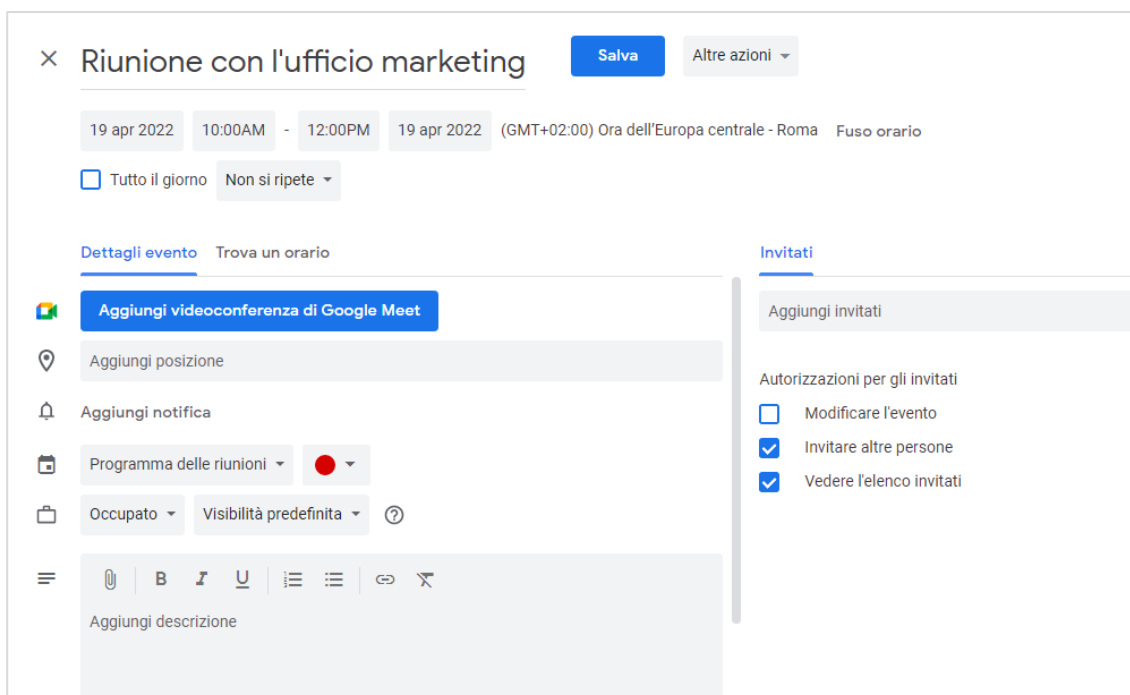 Riunione con l'ufficio marketing
Salva
Altre azioni
19 apr 2022 10:00AM - 12:00PM 19 apr 2022 (GMT+02:00) Ora dell'Europa centrale - Roma Fuso orario
Tutto il giorno Non si ripete
Dettagli evento Trova un orario
Invitati
Aggiungi videoconferenza di Google Meet
Aggiungi invitati
Aggiungi posizione
Autorizzazioni per gli invitati
Aggiungi notifica
Modificare l'evento
Invitare altre persone
Programma delle riunioni
Vedere l'elenco invitati
Occupato Visibilità predefinita
B I U
Aggiungi descrizione